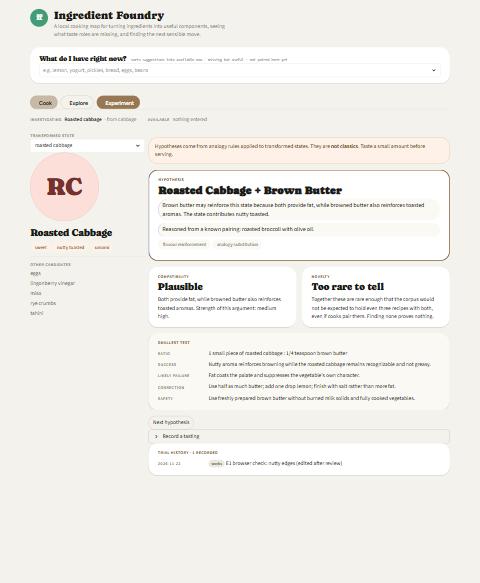 IF
Ingredient Foundry
A local cooking map for turning ingredients into useful components, seeing
what taste roles are missing, and finding the next sensible move.
What do I have right now?
e.g. lemon, yogurt, pickles, bread, eggs, beans
Cook
Explore
Experiment
INVESTIGATING Roasted cabbage · from cabbage
AVAILABLE nothing entered
TRANSFORMED STATE
roasted cabbage
RC
Roasted Cabbage
sweet
nutty toasted
umami
OTHER CANDIDATES
eggs
lingonberry vinegar
miso
rye crumbs
tahini
Hypotheses come from analogy rules applied to transformed states. They are not classics. Taste a small amount before
serving.
HYPOTHESIS
Roasted Cabbage + Brown Butter
Brown butter may reinforce this state because both provide fat, while browned butter also reinforces toasted
aromas. The state contributes nutty toasted.
Reasoned from a known pairing: roasted broccoli with olive oil.
flavour reinforcement
analogy substitution
COMPATIBILITY
Plausible
Both provide fat, while browned butter also reinforces
toasted aromas. Strength of this argument: medium
high.
NOVELTY
Too rare to tell
Together these are rare enough that the corpus would
not be expected to hold even three recipes with both,
even if cooks pair them. Finding none proves nothing.
SMALLEST TEST
RATIO
1 small piece of roasted cabbage : 1/4 teaspoon brown butter
SUCCESS
Nutty aroma reinforces browning while the roasted cabbage remains recognizable and not greasy.
LIKELY FAILURE
Fat coats the palate and suppresses the vegetable's own character.
CORRECTION
Use half as much butter; add one drop lemon; finish with salt rather than more fat.
SAFETY
Use freshly prepared brown butter without burned milk solids and fully cooked vegetables.
Next hypothesis
Record a tasting
TRIAL HISTORY · 1 RECORDED
works
E1 browser check: nutty edges (edited after review)